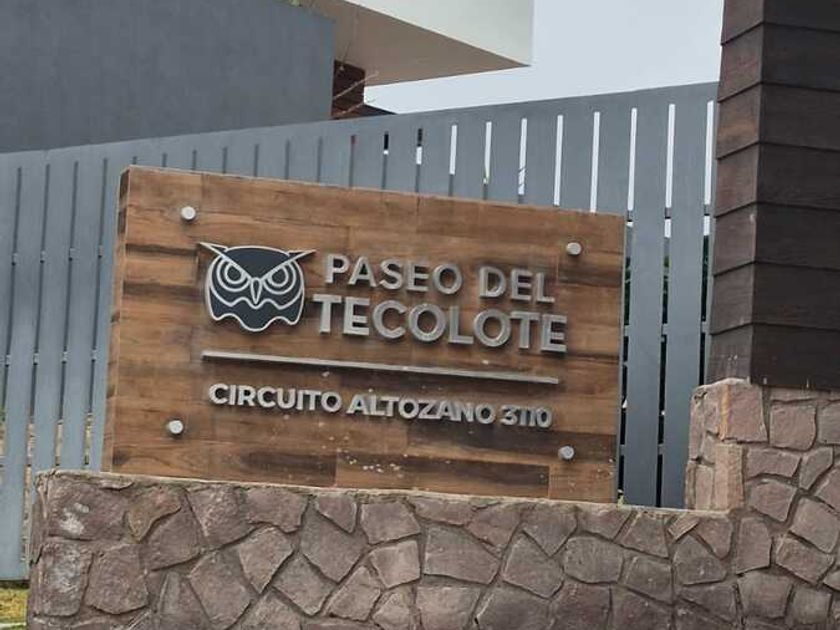 PASEO DEL
TECOLOTE
CIRCUITO ALTOZANO 3110